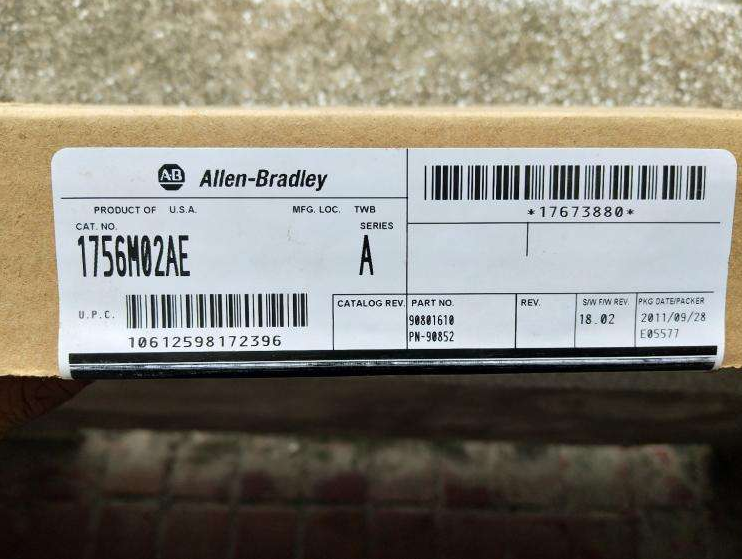 AB Allen-Bradley
PRODUCT OF U.S.A. MFG. LOC. TWB
CAT. NO. SERIES
1756M02AE A
U.P.C.
10612598172396
*17673880*
CATALOG REV. PART NO. REV. S/W F/W REV. PKG DATE/PACKER
90801610 18.02 2011/09/28
PN-90852 E05577